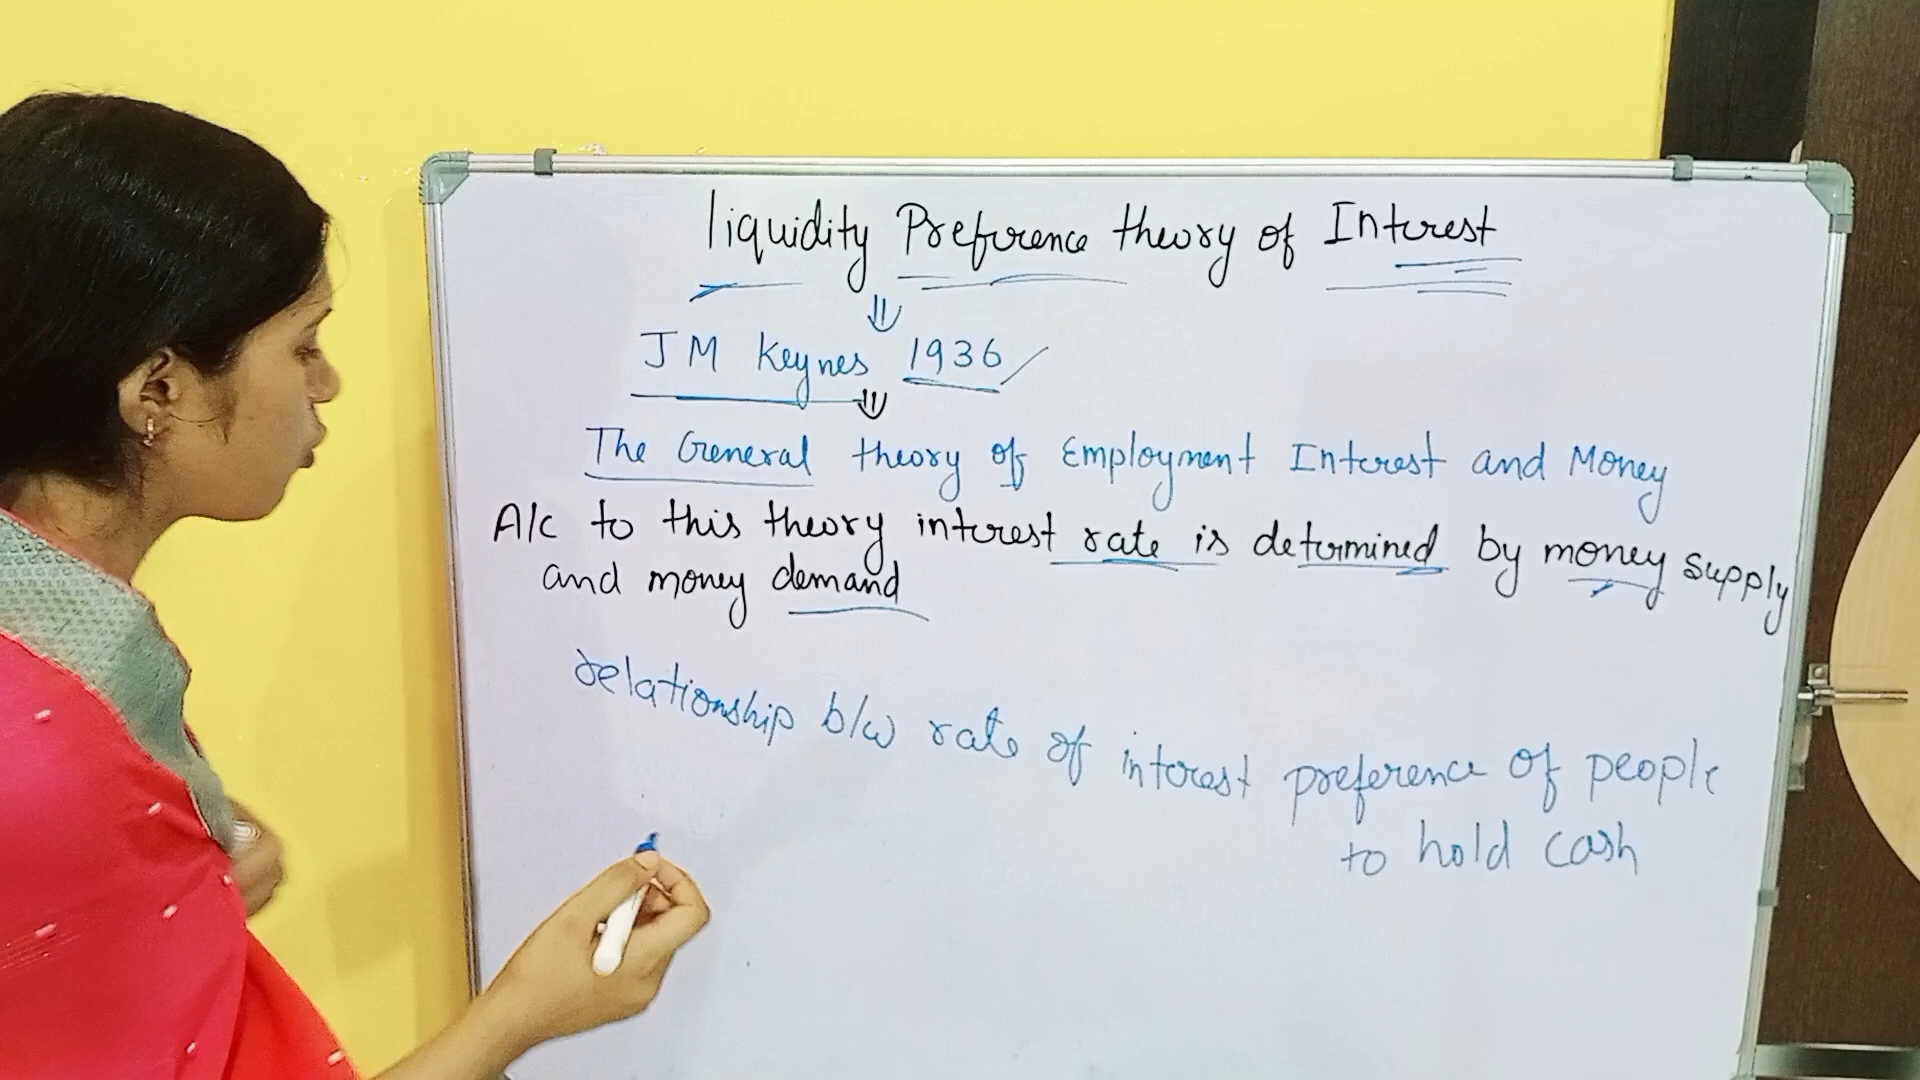 liquidity Preference theory of Interest
JM Keynes 1936
The General theory of Employment Interest and Money
A/c to this theory interest rate is determined by money supply
and money demand
relationship b/w rate of interest preference of people
to hold cash